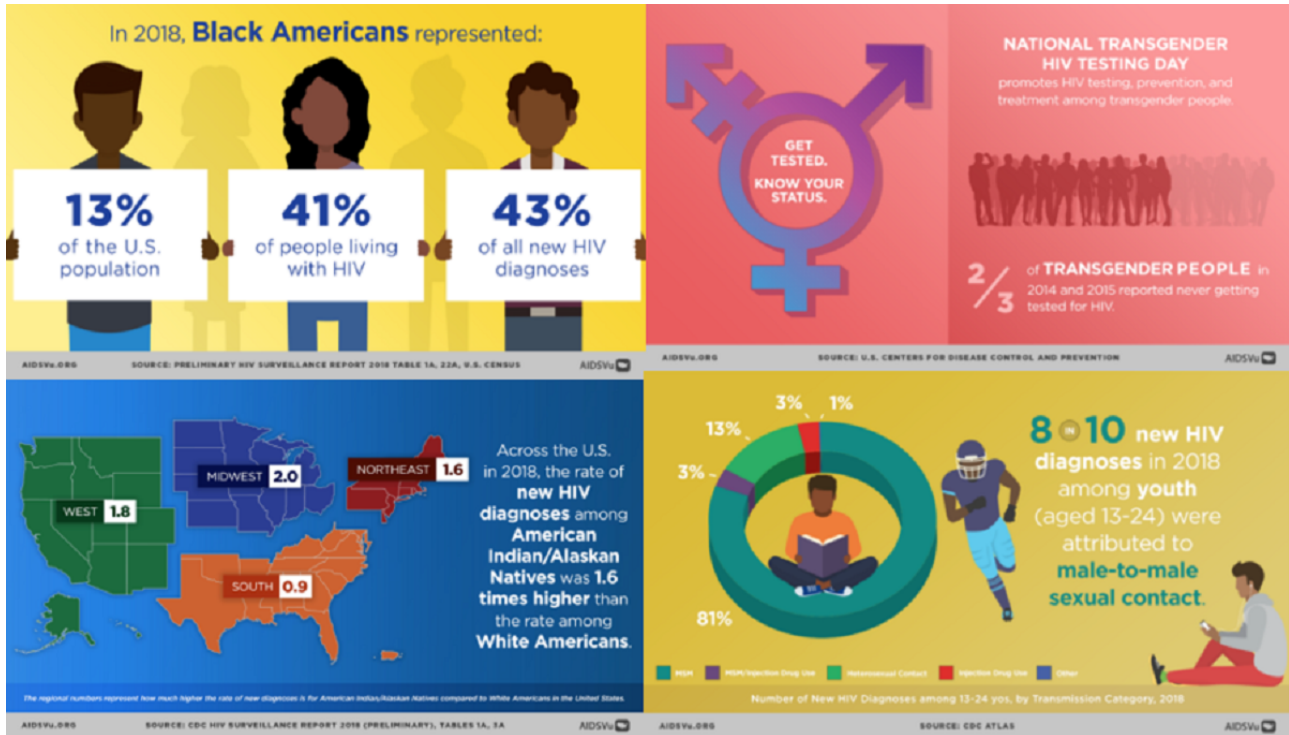 In 2018, Black Americans represented:
13%
of the U.S.
population
41%
of people living
with HIV
43%
of all new HIV
diagnoses
AIDSVu.ORG
SOURCE: PRELIMINARY HIV SURVEILLANCE REPORT 2018 TABLE 1A, 22A, U.S. CENSUS
AIDSVu
GET
TESTED.
KNOW YOUR
STATUS.
NATIONAL TRANSGENDER
HIV TESTING DAY
promotes HIV testing, prevention, and
treatment among transgender people.
2/3
of TRANSGENDER PEOPLE in
2014 and 2015 reported never getting
tested for HIV.
AIDSVu.ORG
SOURCE: U.S. CENTERS FOR DISEASE CONTROL AND PREVENTION
AIDSVu
WEST 1.8
MIDWEST 2.0
NORTHEAST 1.6
SOUTH 0.9
Across the U.S.
in 2018, the rate of
new HIV
diagnoses among
American
Indian/Alaskan
Natives was 1.6
times higher than
the rate among
White Americans.
The regional numbers represent how much higher the rate of new diagnoses is for American Indian/Alaskan Natives compared to White Americans in the United States.
AIDSVu.ORG
SOURCE: CDC HIV SURVEILLANCE REPORT 2018 (PRELIMINARY), TABLES 1A, 3A
AIDSVu
3% 1%
13%
3%
81%
8 IN 10 new HIV
diagnoses in 2018
among youth
(aged 13-24) were
attributed to
male-to-male
sexual contact.
MSM MSM/Injection Drug Use Heterosexual Contact Injection Drug Use Other
Number of New HIV Diagnoses among 13-24 yos, by Transmission Category, 2018
AIDSVu.ORG
SOURCE: CDC ATLAS
AIDSVu